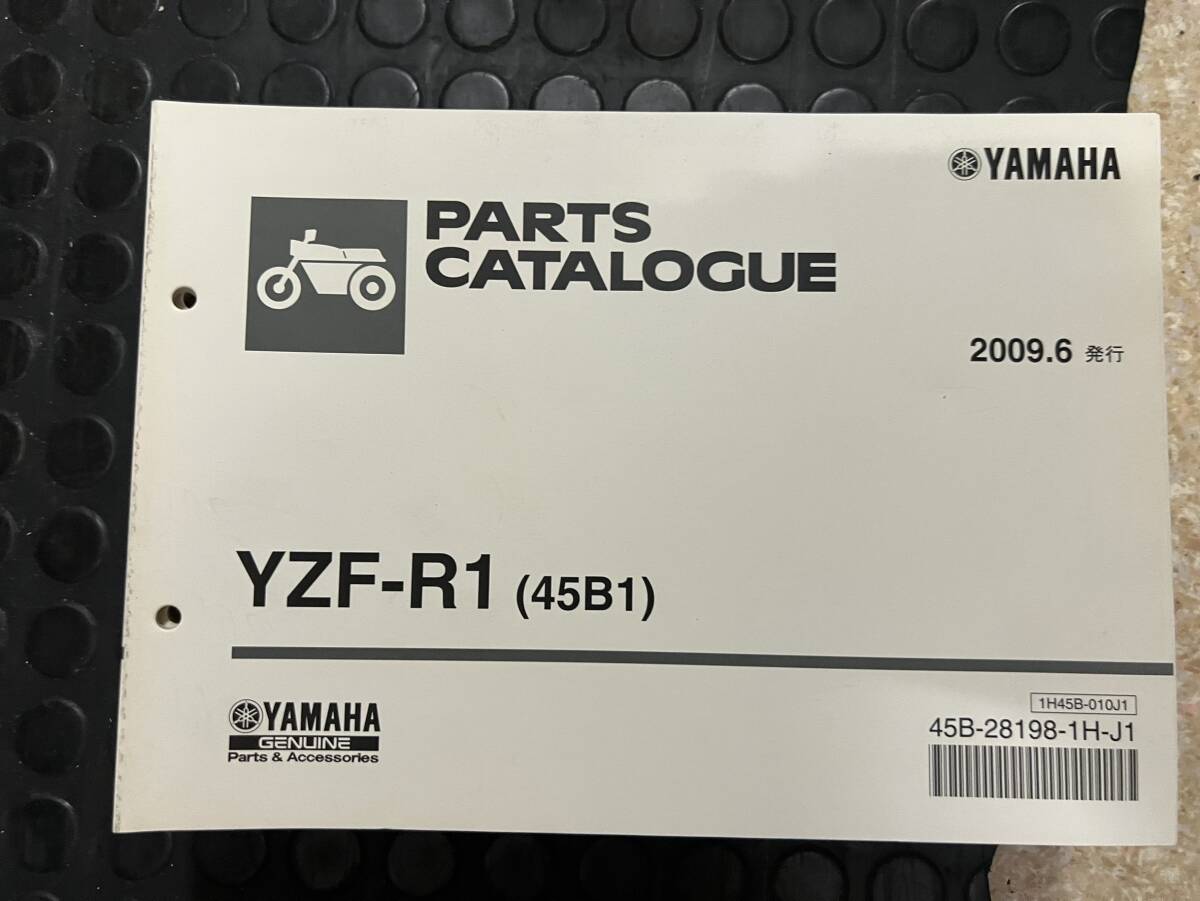 YAMAHA
PARTS
CATALOGUE
2009.6 発行
YZF-R1 (45B1)
YAMAHA
GENUINE
Parts & Accessories
1H45B-010J1
45B-28198-1H-J1